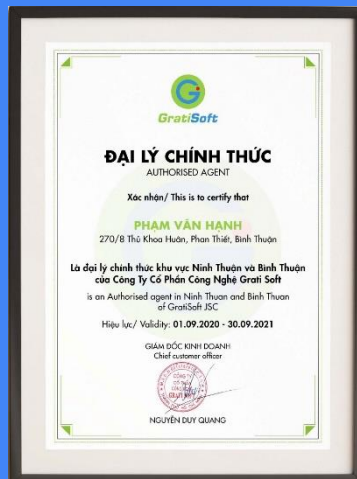 GratiSoft
ĐẠI LÝ CHÍNH THỨC
AUTHORISED AGENT
Xác nhận/ This is to certify that
PHẠM VĂN HẠNH
270/8 Thủ Khoa Huân, Phan Thiết, Bình Thuận
Là đại lý chính thức khu vực Ninh Thuận và Bình Thuận
của Công Ty Cổ Phần Công Nghệ Grati Soft
is an Authorised agent in Ninh Thuan and Binh Thuan
of GratiSoft JSC
Hiệu lực/ Validity: 01.09.2020 - 30.09.2021
GIÁM ĐỐC KINH DOANH
Chief customer officer
CÔNG TY
CỔ PHẦN
NGUYỄN DUY QUANG